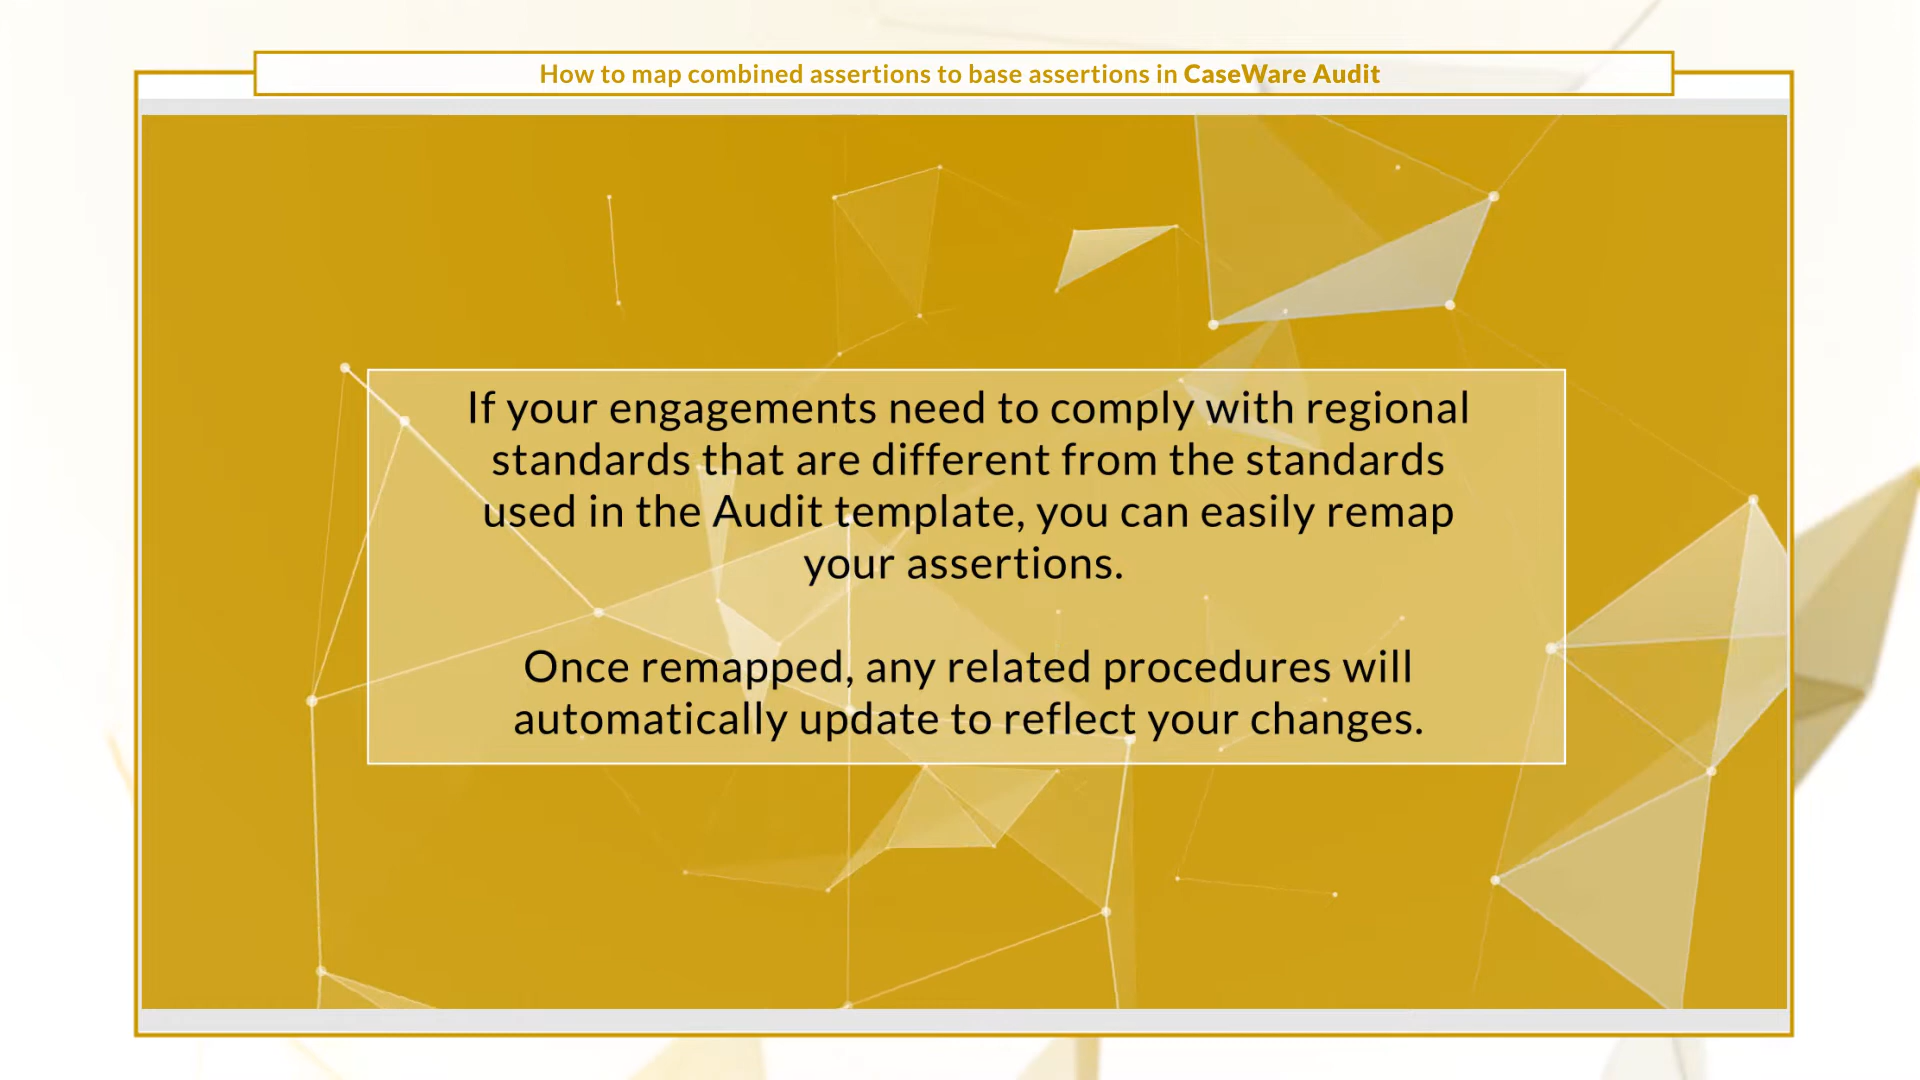 How to map combined assertions to base assertions in CaseWare Audit
If your engagements need to comply with regional
standards that are different from the standards
used in the Audit template, you can easily remap
your assertions.
Once remapped, any related procedures will
automatically update to reflect your changes.